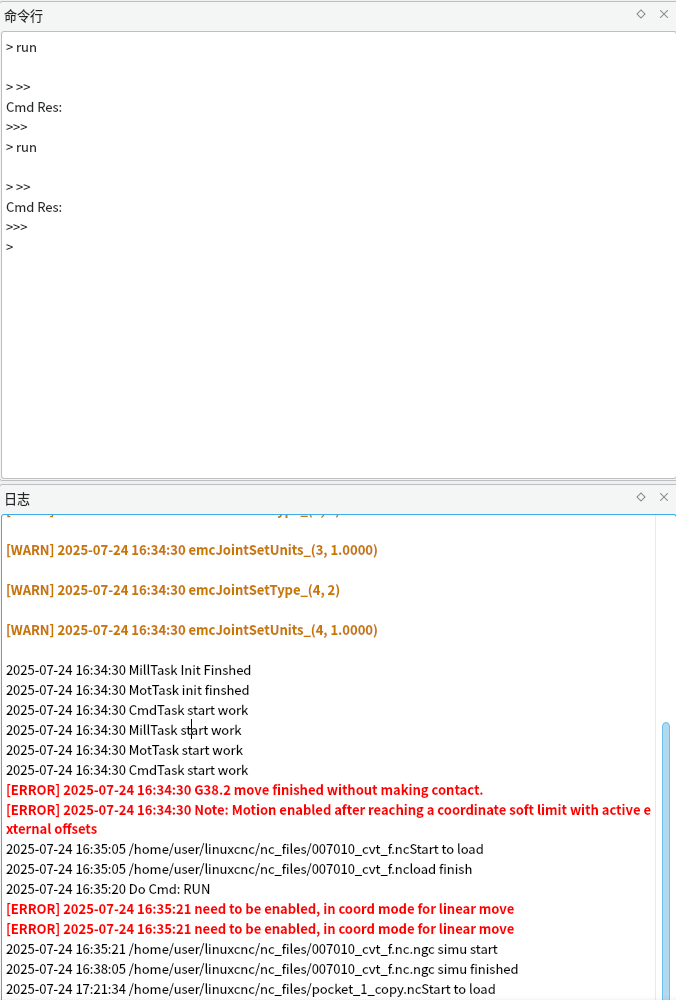 命令行
> run
> >>
Cmd Res:
>>>
> run
> >>
Cmd Res:
>>>
>
日志
[WARN] 2025-07-24 16:34:30 emcJointSetUnits_(3, 1.0000)
[WARN] 2025-07-24 16:34:30 emcJointSetType_(4, 2)
[WARN] 2025-07-24 16:34:30 emcJointSetUnits_(4, 1.0000)
2025-07-24 16:34:30 MillTask Init Finshed
2025-07-24 16:34:30 MotTask init finshed
2025-07-24 16:34:30 CmdTask start work
2025-07-24 16:34:30 MillTask start work
2025-07-24 16:34:30 MotTask start work
2025-07-24 16:34:30 CmdTask start work
[ERROR] 2025-07-24 16:34:30 G38.2 move finished without making contact.
[ERROR] 2025-07-24 16:34:30 Note: Motion enabled after reaching a coordinate soft limit with active e
xternal offsets
2025-07-24 16:35:05 /home/user/linuxcnc/nc_files/007010_cvt_f.ncStart to load
2025-07-24 16:35:05 /home/user/linuxcnc/nc_files/007010_cvt_f.ncload finish
2025-07-24 16:35:20 Do Cmd: RUN
[ERROR] 2025-07-24 16:35:21 need to be enabled, in coord mode for linear move
[ERROR] 2025-07-24 16:35:21 need to be enabled, in coord mode for linear move
2025-07-24 16:35:21 /home/user/linuxcnc/nc_files/007010_cvt_f.nc.ngc simu start
2025-07-24 16:38:05 /home/user/linuxcnc/nc_files/007010_cvt_f.nc.ngc simu finished
2025-07-24 17:21:34 /home/user/linuxcnc/nc_files/pocket_1_copy.ncStart to load